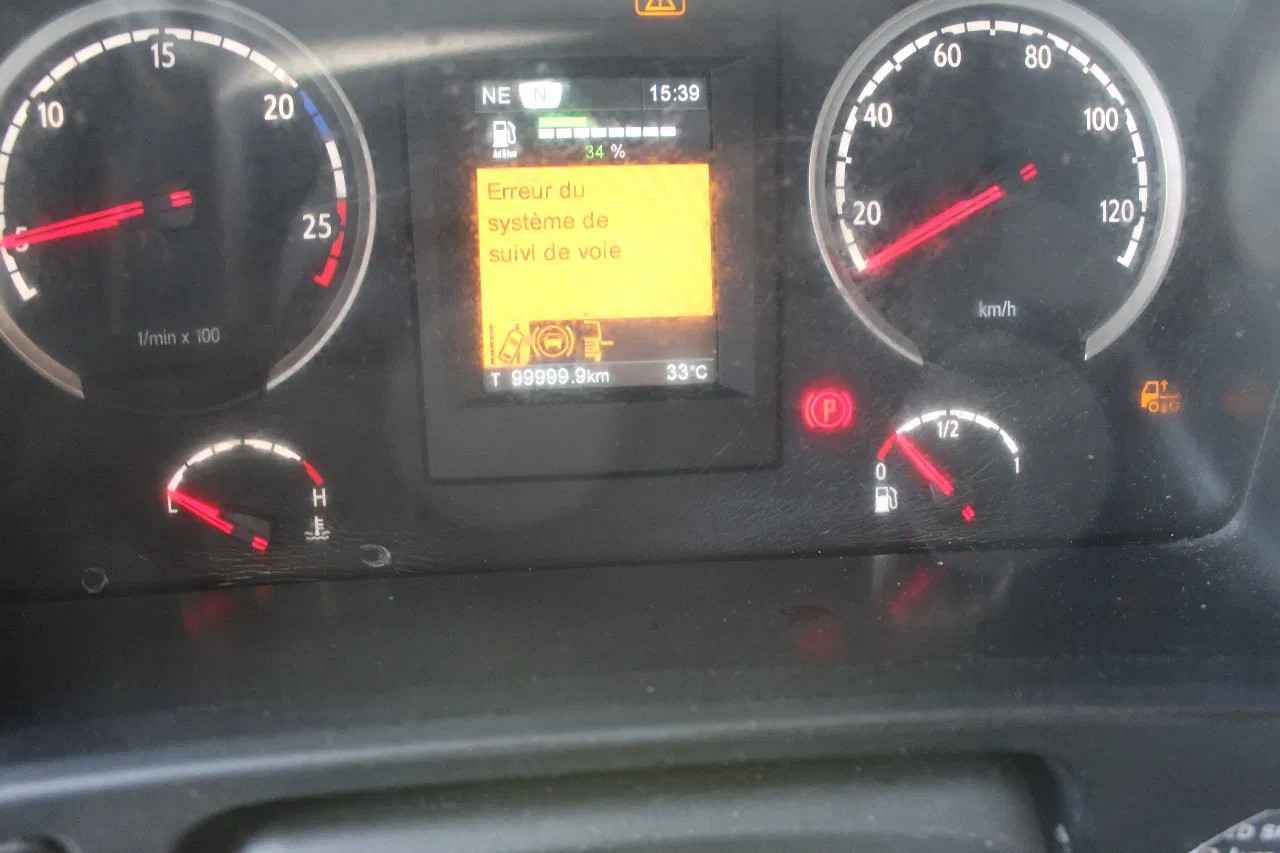 NE N 15:39
AdBlue
34 %
Erreur du
système de
suivi de voie
T 99999.9km 33°C
5 10 15 20 25
1/min x 100
20 40 60 80 100 120
km/h
L H
P
0 1/2 1